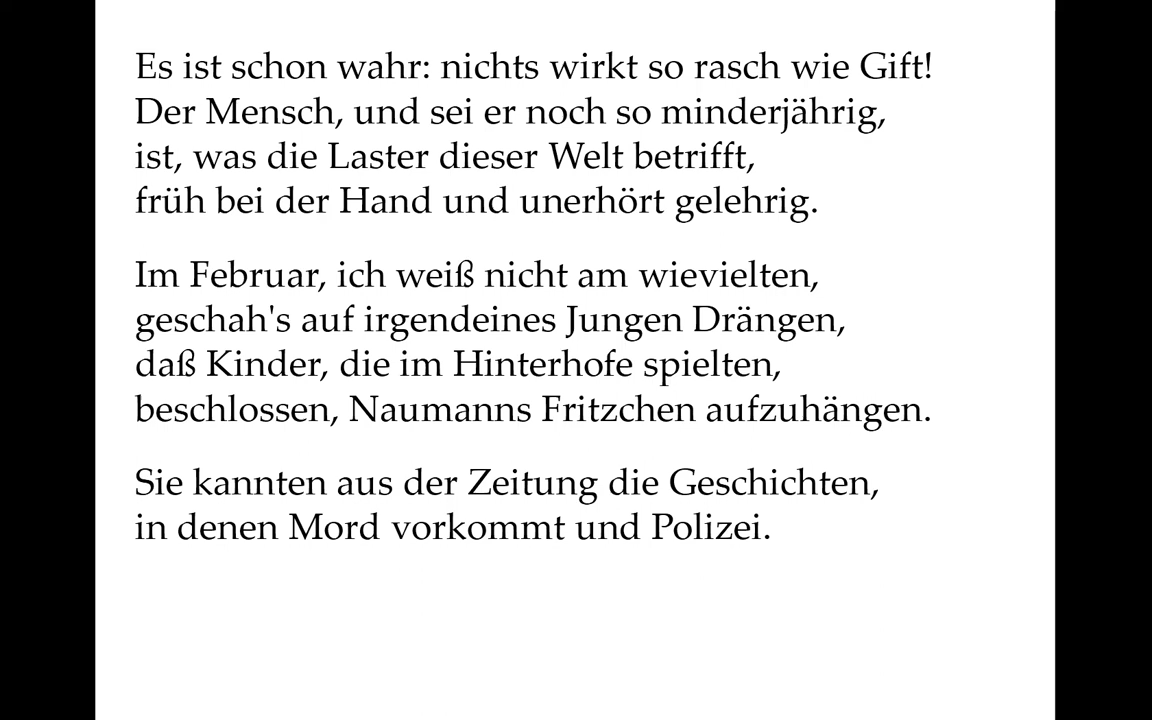 Es ist schon wahr: nichts wirkt so rasch wie Gift!
Der Mensch, und sei er noch so minderjährig,
ist, was die Laster dieser Welt betrifft,
früh bei der Hand und unerhört gelehrig.
Im Februar, ich weiß nicht am wievielten,
geschah's auf irgendeines Jungen Drängen,
daß Kinder, die im Hinterhofe spielten,
beschlossen, Naumanns Fritzchen aufzuhängen.
Sie kannten aus der Zeitung die Geschichten,
in denen Mord vorkommt und Polizei.